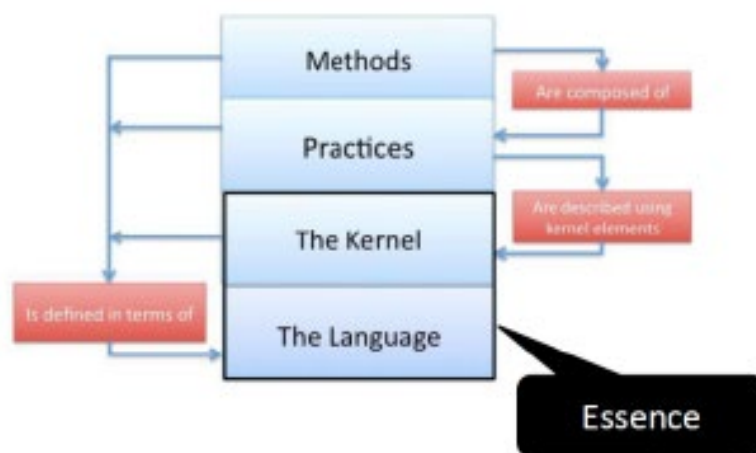 Methods
Are composed of
Practices
Are described using
kernel elements
The Kernel
Is defined in terms of
The Language
Essence